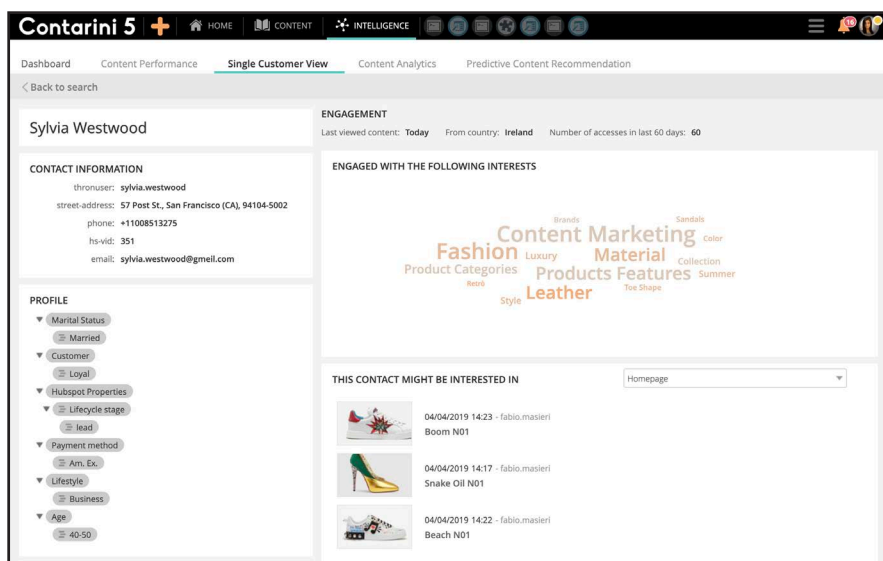 Contarini 5
HOME
CONTENT
INTELLIGENCE
16
Dashboard
Content Performance
Single Customer View
Content Analytics
Predictive Content Recommendation
Back to search
Sylvia Westwood
CONTACT INFORMATION
thronuser: sylvia.westwood
street-address: 57 Post St., San Francisco (CA), 94104-5002
phone: +11008513275
hs-vid: 351
email: sylvia.westwood@gmeil.com
PROFILE
Marital Status
Married
Customer
Loyal
Hubspot Properties
Lifecycle stage
lead
Payment method
Am. Ex.
Lifestyle
Business
Age
40-50
ENGAGEMENT
Last viewed content: Today From country: Ireland Number of accesses in last 60 days: 60
ENGAGED WITH THE FOLLOWING INTERESTS
Brands Sandals
Content Marketing Color
Fashion Luxury Material Collection
Product Categories Products Features Summer
Retrò Toe Shape
Style Leather
THIS CONTACT MIGHT BE INTERESTED IN
Homepage
04/04/2019 14:23 - fabio.masieri
Boom N01
04/04/2019 14:17 - fabio.masieri
Snake Oil N01
04/04/2019 14:22 - fabio.masieri
Beach N01